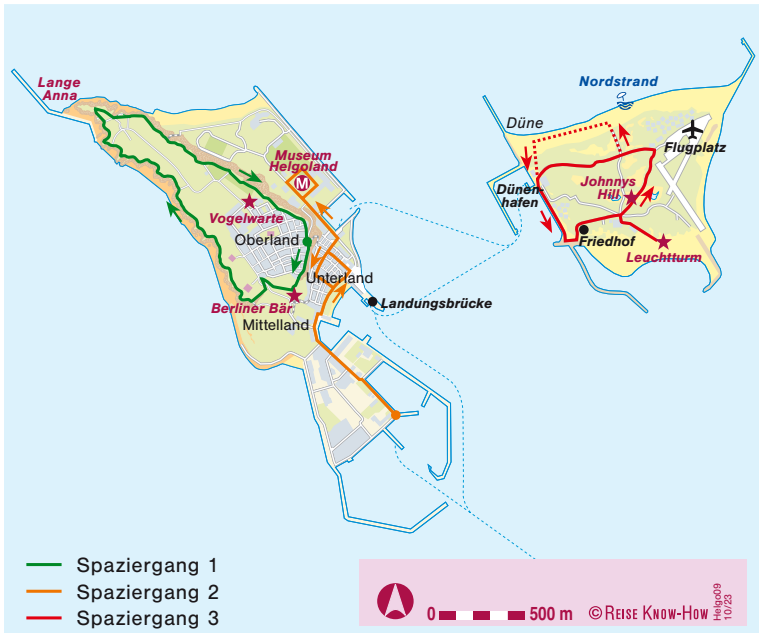 Lange
Anna
Museum
Helgoland
M
Vogelwarte
Oberland
Unterland
Berliner Bär
Mittelland
Landungsbrücke
Nordstrand
Düne
Flugplatz
Dünen-
hafen
Johnnys
Hill
Friedhof
Leuchtturm
Spaziergang 1
Spaziergang 2
Spaziergang 3
0 500 m
© REISE KNOW-HOW
Helgo09
10/23